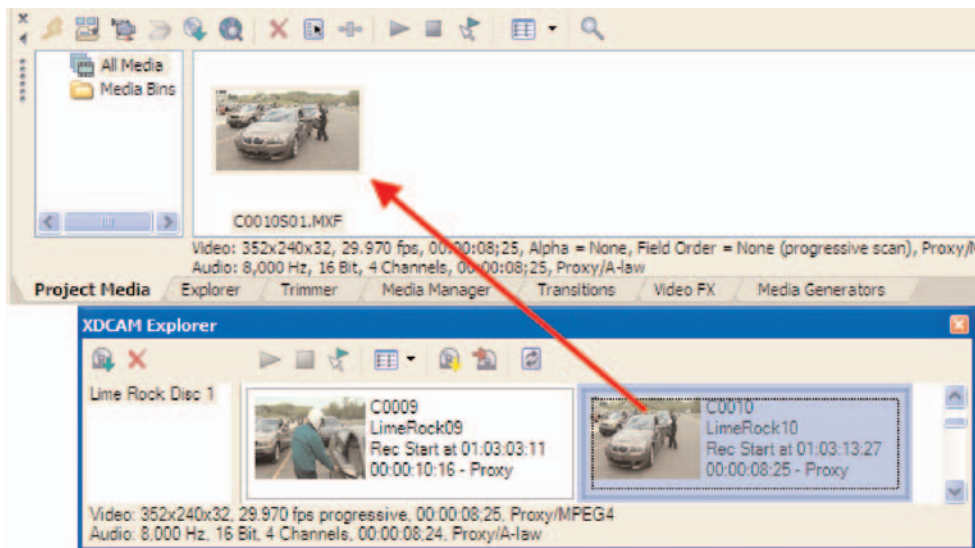 All Media
Media Bins
C0010S01.MXF
Video: 352x240x32, 29.970 fps, 00:00:08;25, Alpha = None, Field Order = None (progressive scan), Proxy/
Audio: 8,000 Hz, 16 Bit, 4 Channels, 00:00:08;25, Proxy/A-law
Project Media Explorer Trimmer Media Manager Transitions Video FX Media Generators
XDCAM Explorer
Lime Rock Disc 1
C0009
LimeRock09
Rec Start at 01:03:03:11
00:00:10:16 - Proxy
C0010
LimeRock10
Rec Start at 01:03:13:27
00:00:08:25 - Proxy
Video: 352x240x32, 29.970 fps progressive, 00:00:08;25, Proxy/MPEG4
Audio: 8,000 Hz, 16 Bit, 4 Channels, 00:00:08;24, Proxy/A-law